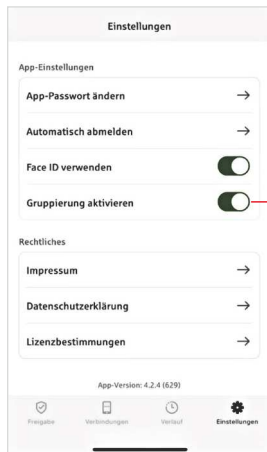 Einstellungen
App-Einstellungen
App-Passwort ändern
Automatisch abmelden
Face ID verwenden
Gruppierung aktivieren
Rechtliches
Impressum
Datenschutzerklärung
Lizenzbestimmungen
App-Version: 4.2.4 (629)
Freigabe Verbindungen Verlauf Einstellungen